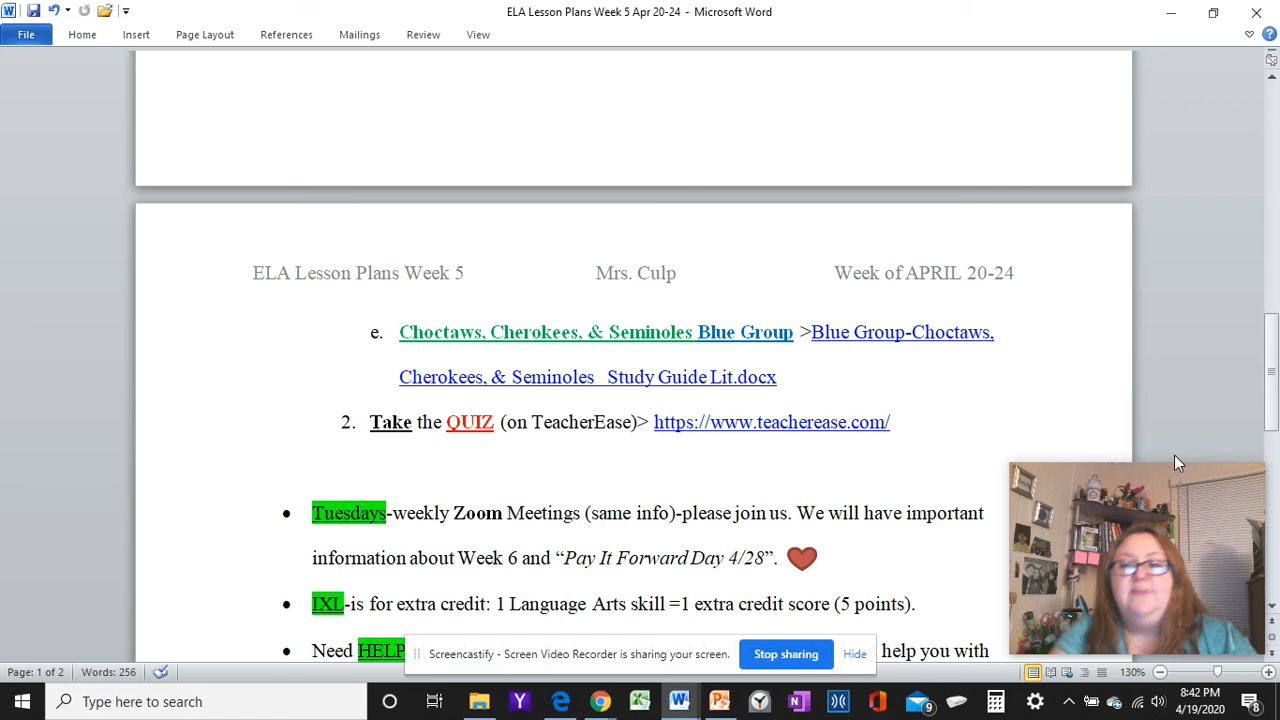 ELA Lesson Plans Week 5 Apr 20-24 - Microsoft Word
File Home Insert Page Layout References Mailings Review View
ELA Lesson Plans Week 5 Mrs. Culp Week of APRIL 20-24
e. Choctaws, Cherokees, & Seminoles Blue Group >Blue Group-Choctaws,
Cherokees, & Seminoles  Study Guide Lit.docx
2. Take the QUIZ (on TeacherEase)> https://www.teacherease.com/
• Tuesdays-weekly Zoom Meetings (same info)-please join us. We will have important
information about Week 6 and “Pay It Forward Day 4/28”.
• IXL-is for extra credit: 1 Language Arts skill =1 extra credit score (5 points).
• Need HELP help you with
Screencastify - Screen Video Recorder is sharing your screen. Stop sharing Hide
Page: 1 of 2 Words: 256 130%
Type here to search
8:42 PM
4/19/2020
9
8